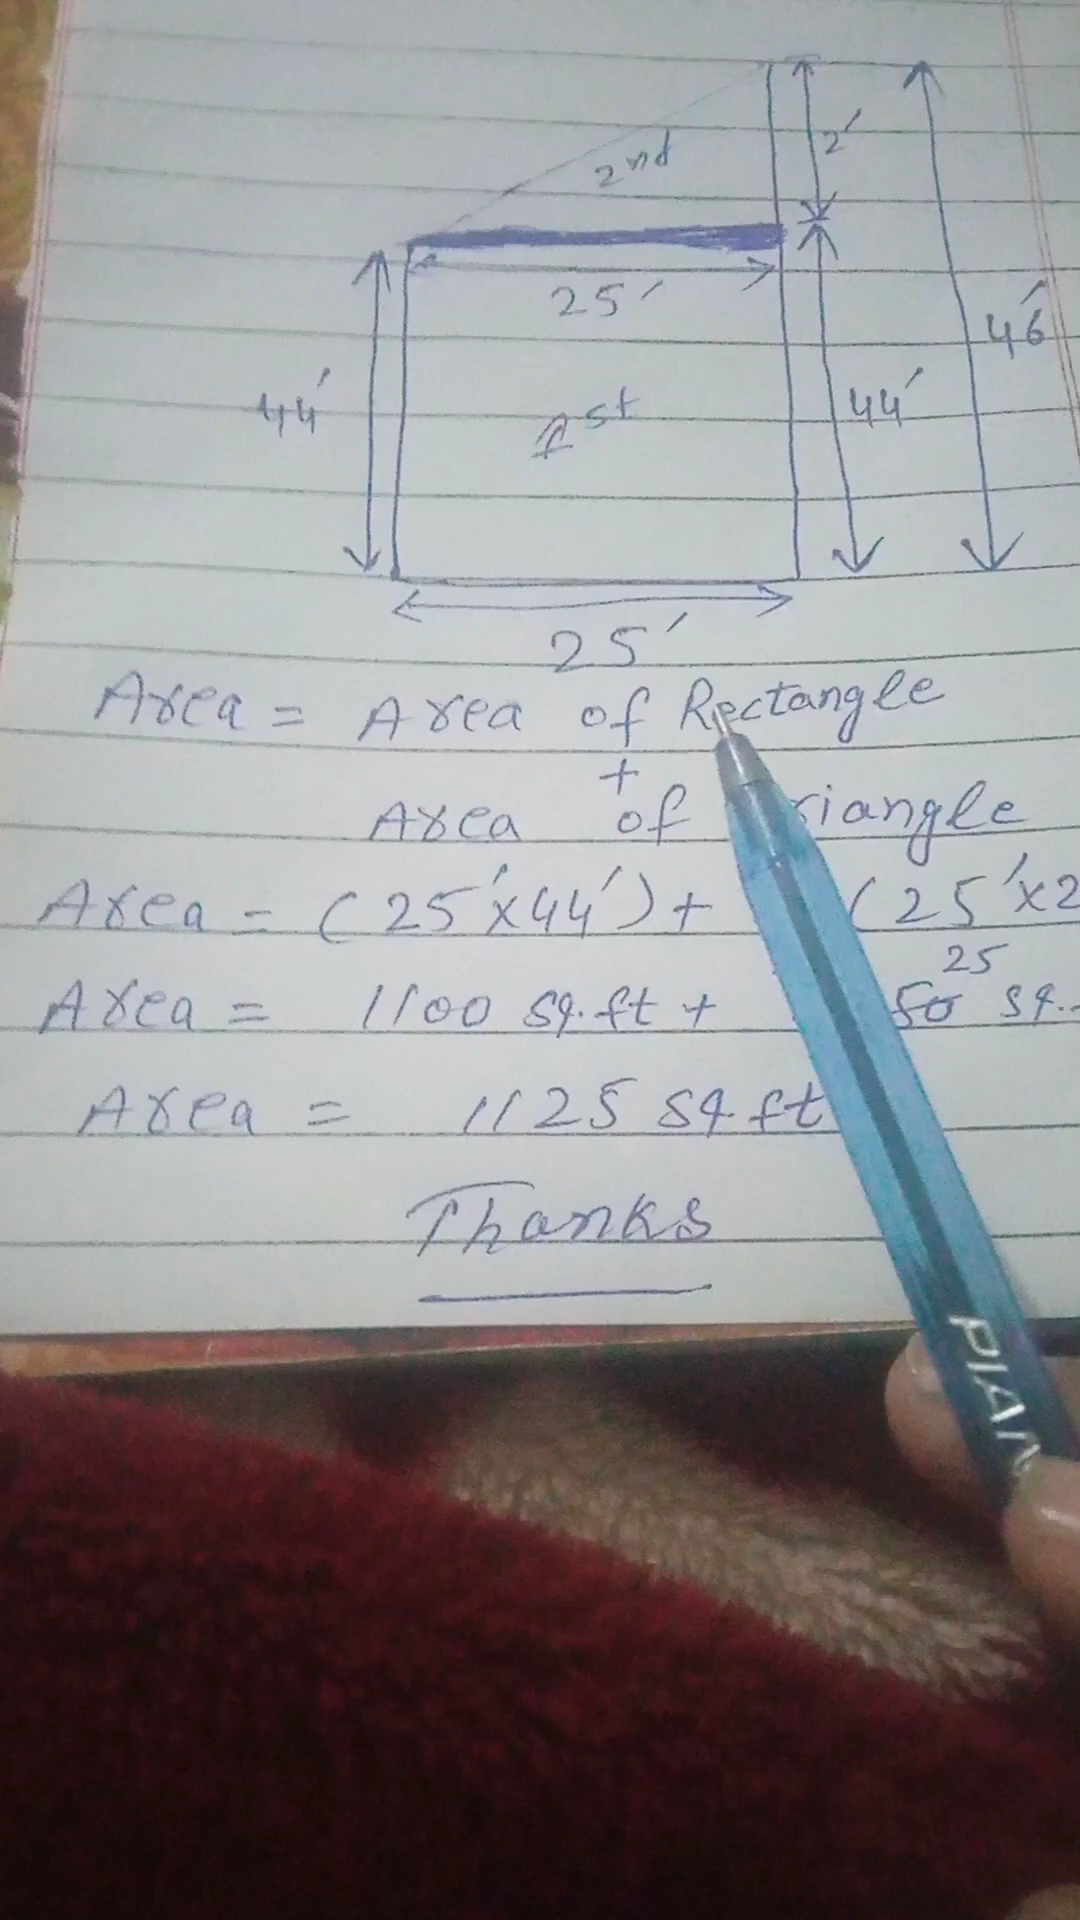 2'
2nd
25'
46'
44'
1st
44'
25'
Area = Area of Rectangle
+
Area of riangle
Area = (25'x44')+ (25'x2
25
Area = 1100 sq.ft + 50 sq.
Area = 1125 sq.ft
Thanks
PIAN